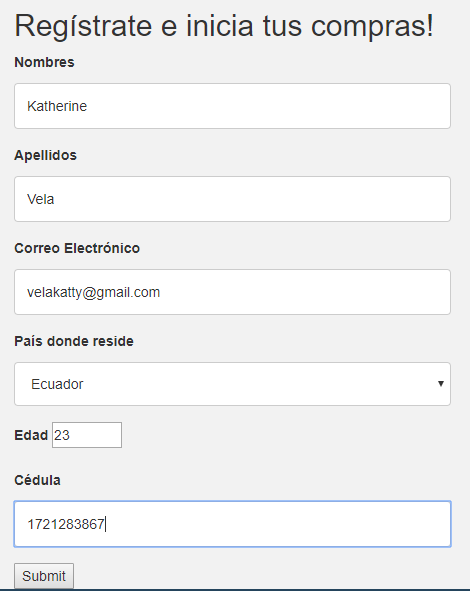 Regístrate e inicia tus compras!
Nombres
Katherine
Apellidos
Vela
Correo Electrónico
velakatty@gmail.com
País donde reside
Ecuador
Edad 23
Cédula
1721283867
Submit